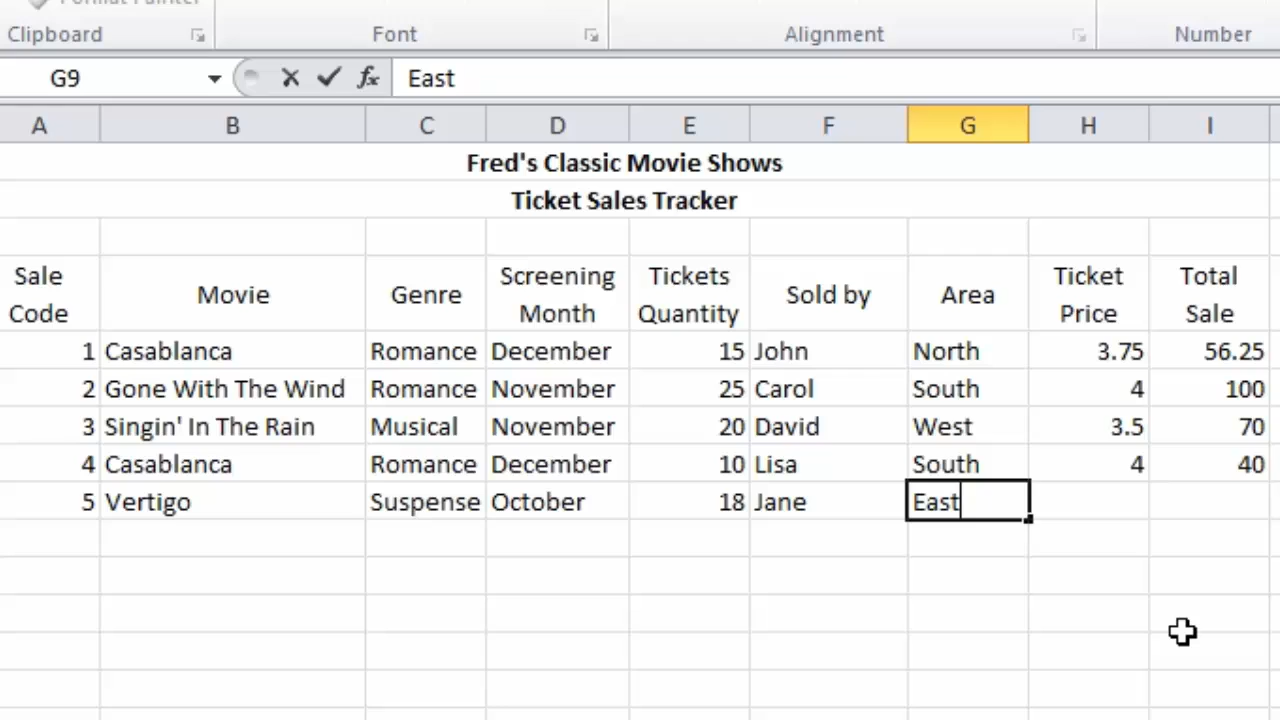 Format Painter
Clipboard Font Alignment Number
G9 fx East
A B C D E F G H I
Fred's Classic Movie Shows
Ticket Sales Tracker
Sale Code Movie Genre Screening Month Tickets Quantity Sold by Area Ticket Price Total Sale
1 Casablanca Romance December 15 John North 3.75 56.25
2 Gone With The Wind Romance November 25 Carol South 4 100
3 Singin' In The Rain Musical November 20 David West 3.5 70
4 Casablanca Romance December 10 Lisa South 4 40
5 Vertigo Suspense October 18 Jane East